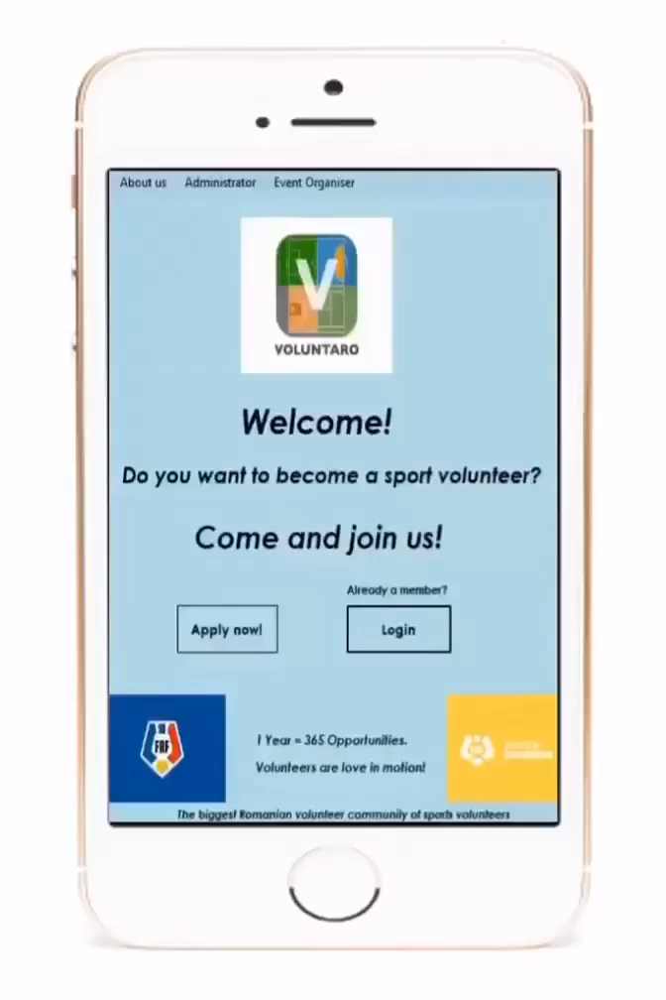 About us Administrator Event Organiser
V
VOLUNTARO
Welcome!
Do you want to become a sport volunteer?
Come and join us!
Already a member?
Apply now! Login
FRF
1 Year = 365 Opportunities.
Volunteers are love in motion!
The biggest Romanian volunteer community of sports volunteers